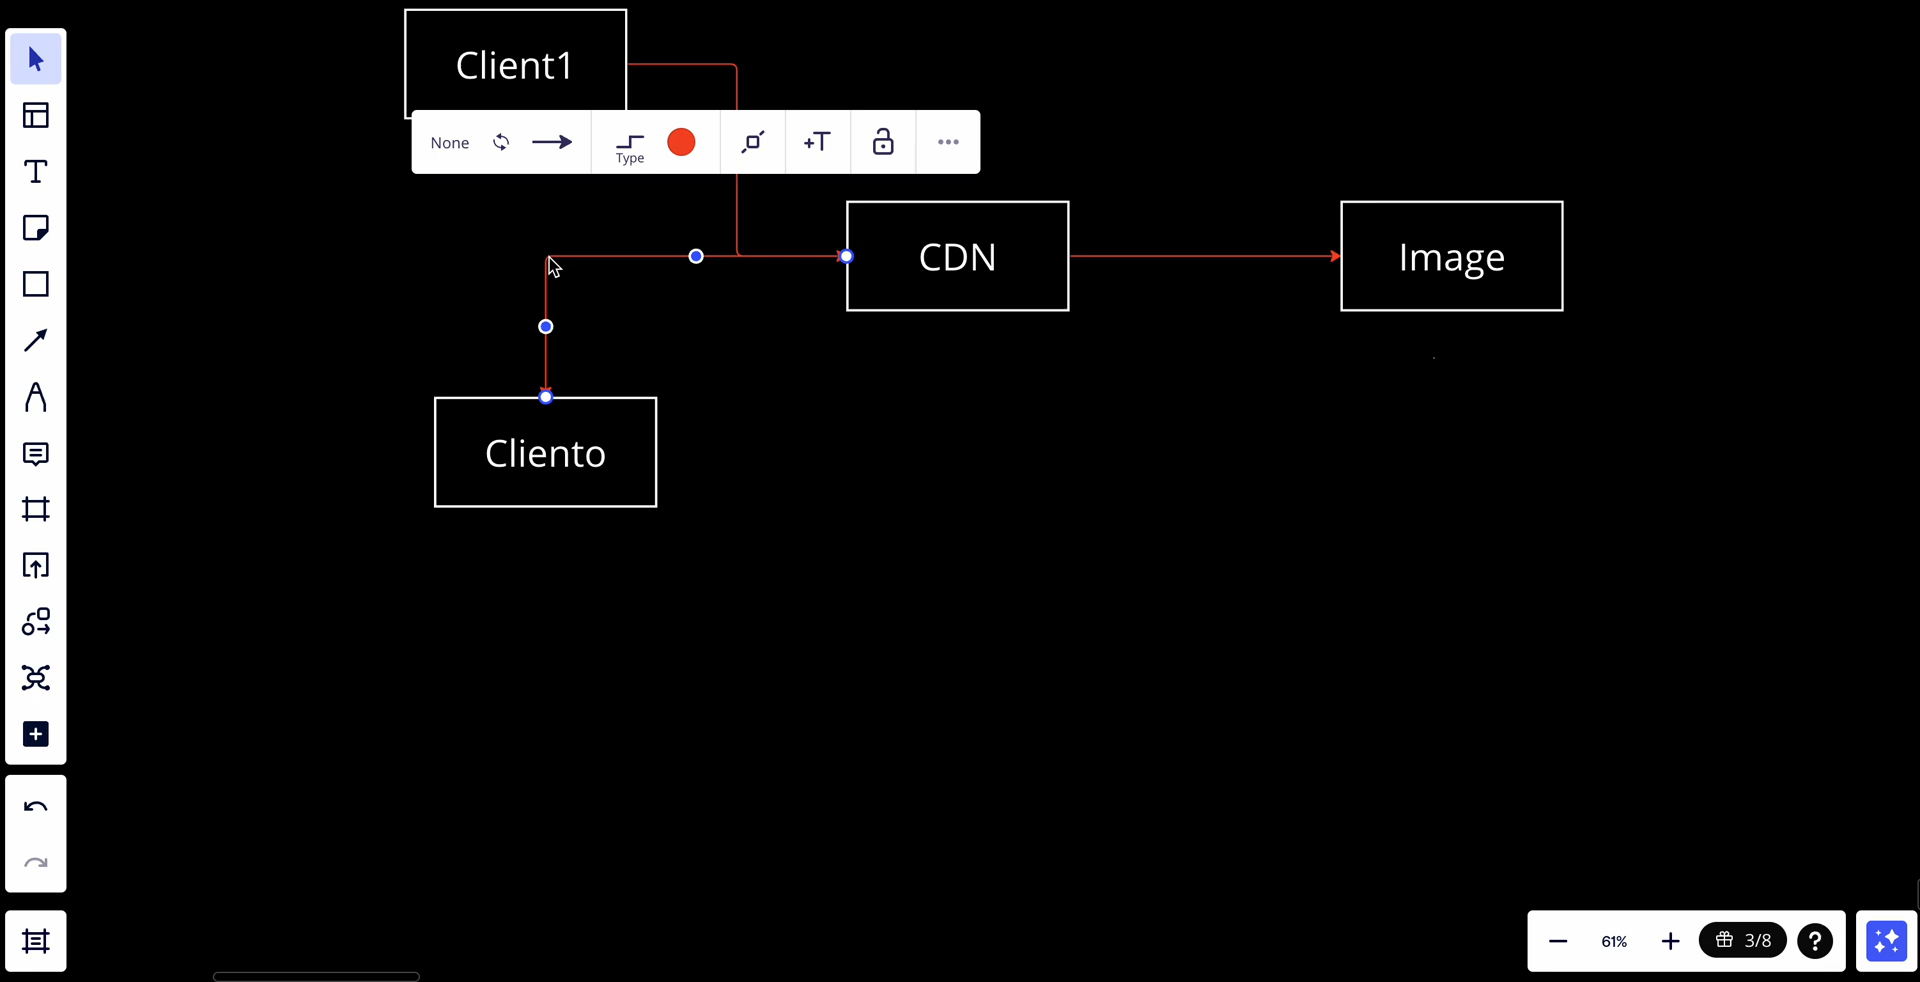 Client1
None
Type
+T
CDN
Image
Cliento
61%
3/8
?